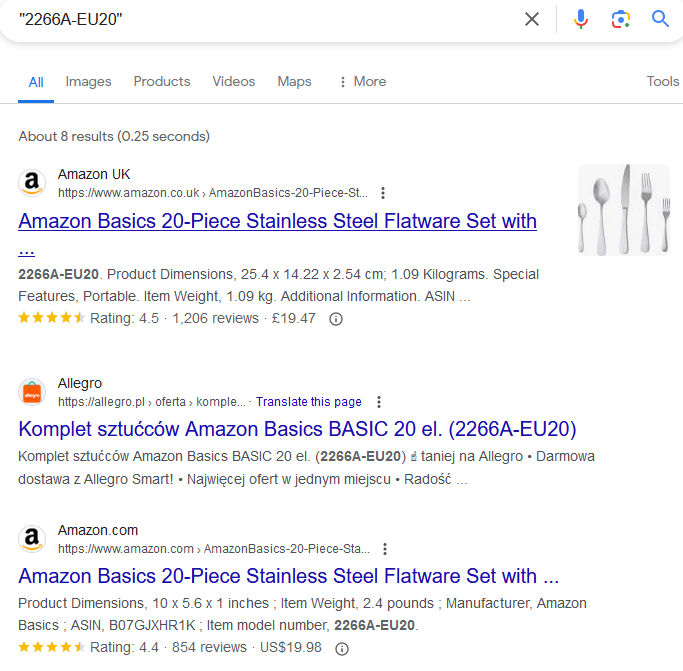 "2266A-EU20"
All Images Products Videos Maps More Tools
About 8 results (0.25 seconds)
Amazon UK
https://www.amazon.co.uk › AmazonBasics-20-Piece-St...
Amazon Basics 20-Piece Stainless Steel Flatware Set with
...
2266A-EU20. Product Dimensions, 25.4 x 14.22 x 2.54 cm; 1.09 Kilograms. Special
Features, Portable. Item Weight, 1.09 kg. Additional Information. ASIN ...
Rating: 4.5 · 1,206 reviews · £19.47
Allegro
https://allegro.pl › oferta › komple... · Translate this page
Komplet sztućców Amazon Basics BASIC 20 el. (2266A-EU20)
Komplet sztućców Amazon Basics BASIC 20 el. (2266A-EU20) ☝ taniej na Allegro • Darmowa
dostawa z Allegro Smart! • Najwięcej ofert w jednym miejscu • Radość ...
Amazon.com
https://www.amazon.com › AmazonBasics-20-Piece-Sta...
Amazon Basics 20-Piece Stainless Steel Flatware Set with ...
Product Dimensions, 10 x 5.6 x 1 inches ; Item Weight, 2.4 pounds ; Manufacturer, Amazon
Basics ; ASIN, B07GJXHR1K ; Item model number, 2266A-EU20.
Rating: 4.4 · 854 reviews · US$19.98